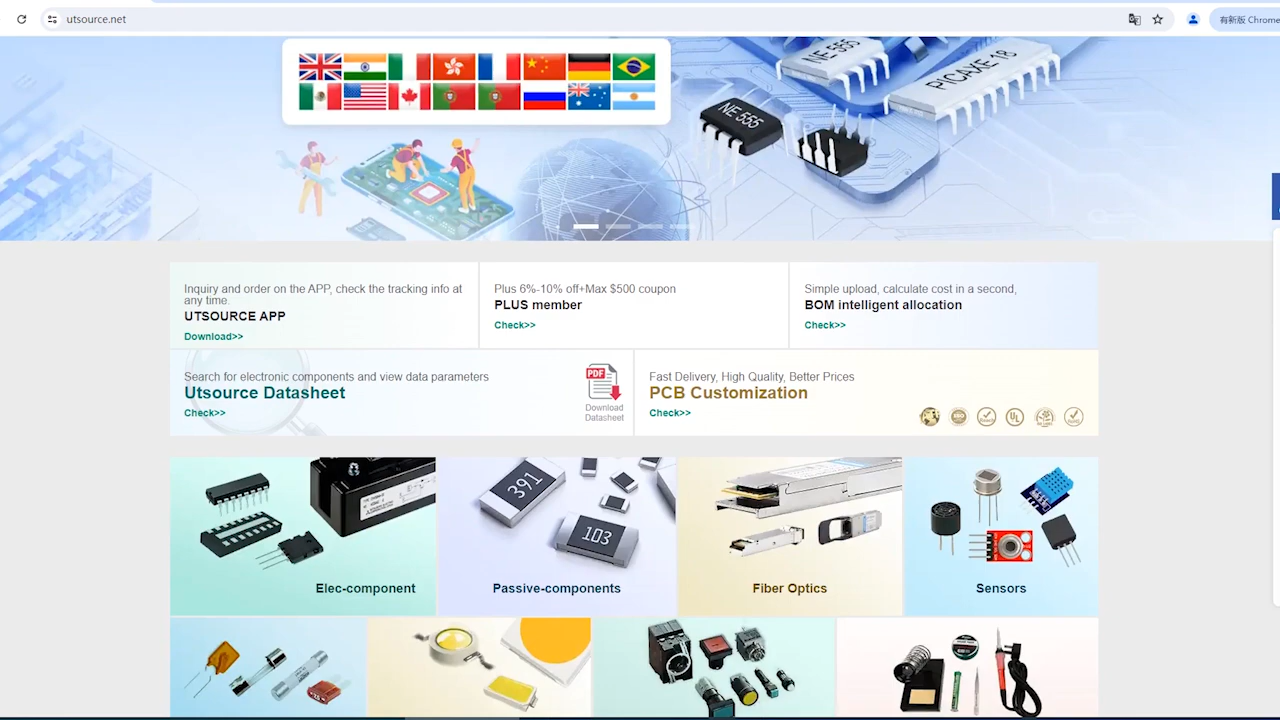 utsource.net
有新版 Chrome
NE 555
PICAXE-18
NE 555
Inquiry and order on the APP, check the tracking info at
any time.
UTSOURCE APP
Download>>
Plus 6%-10% off+Max $500 coupon
PLUS member
Check>>
Simple upload, calculate cost in a second,
BOM intelligent allocation
Check>>
Search for electronic components and view data parameters
Utsource Datasheet
Check>>
PDF
Download
Datasheet
Fast Delivery, High Quality, Better Prices
PCB Customization
Check>>
391
103
Elec-component
Passive-components
Fiber Optics
Sensors